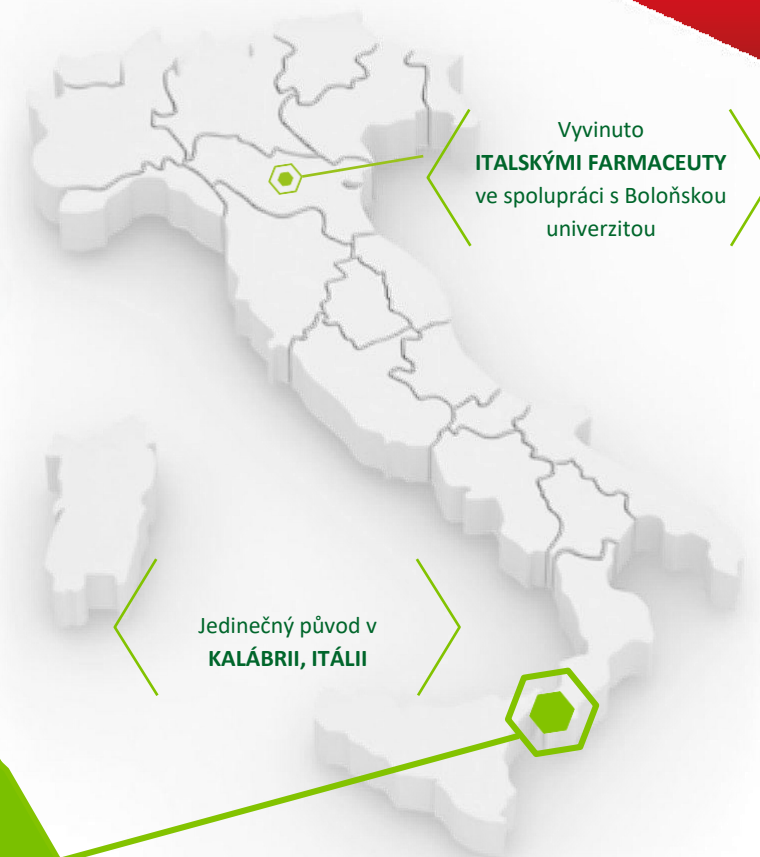 Vyvinuto
ITALSKÝMI FARMACEUTY
ve spolupráci s Boloňskou
univerzitou
Jedinečný původ v
KALÁBRII, ITÁLII